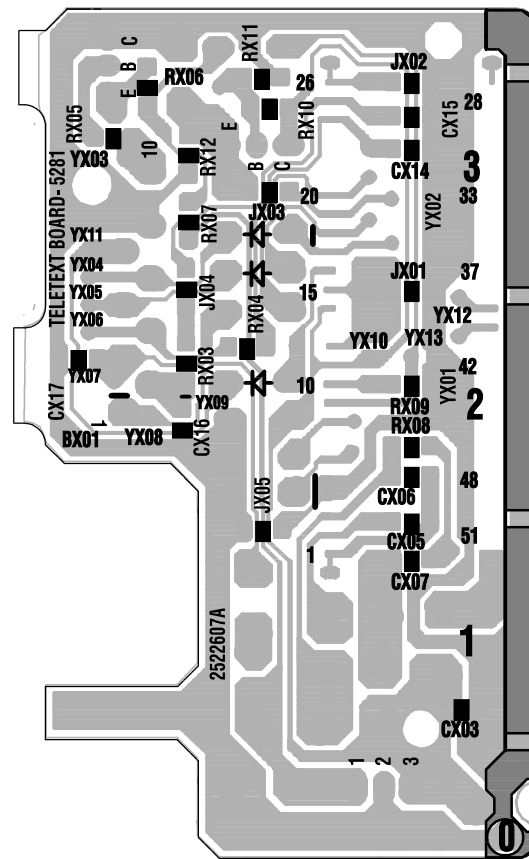 C
B
E
RX06
RX05
YX03
10
RX12
RX11
26
RX10
E
B
C
20
JX02
28
CX15
CX14
3
33
YX02
TELETEXT BOARD- 5281
YX11
RX07
JX03
YX04
YX05
JX04
15
JX01
37
YX06
RX04
YX10
YX13
YX12
YX07
RX03
CX17
YX09
10
42
YX01
RX09
2
1
BX01
YX08
CX16
RX08
JX05
CX06
48
CX05
51
1
CX07
2522607A
1
CX03
1
2
3
0